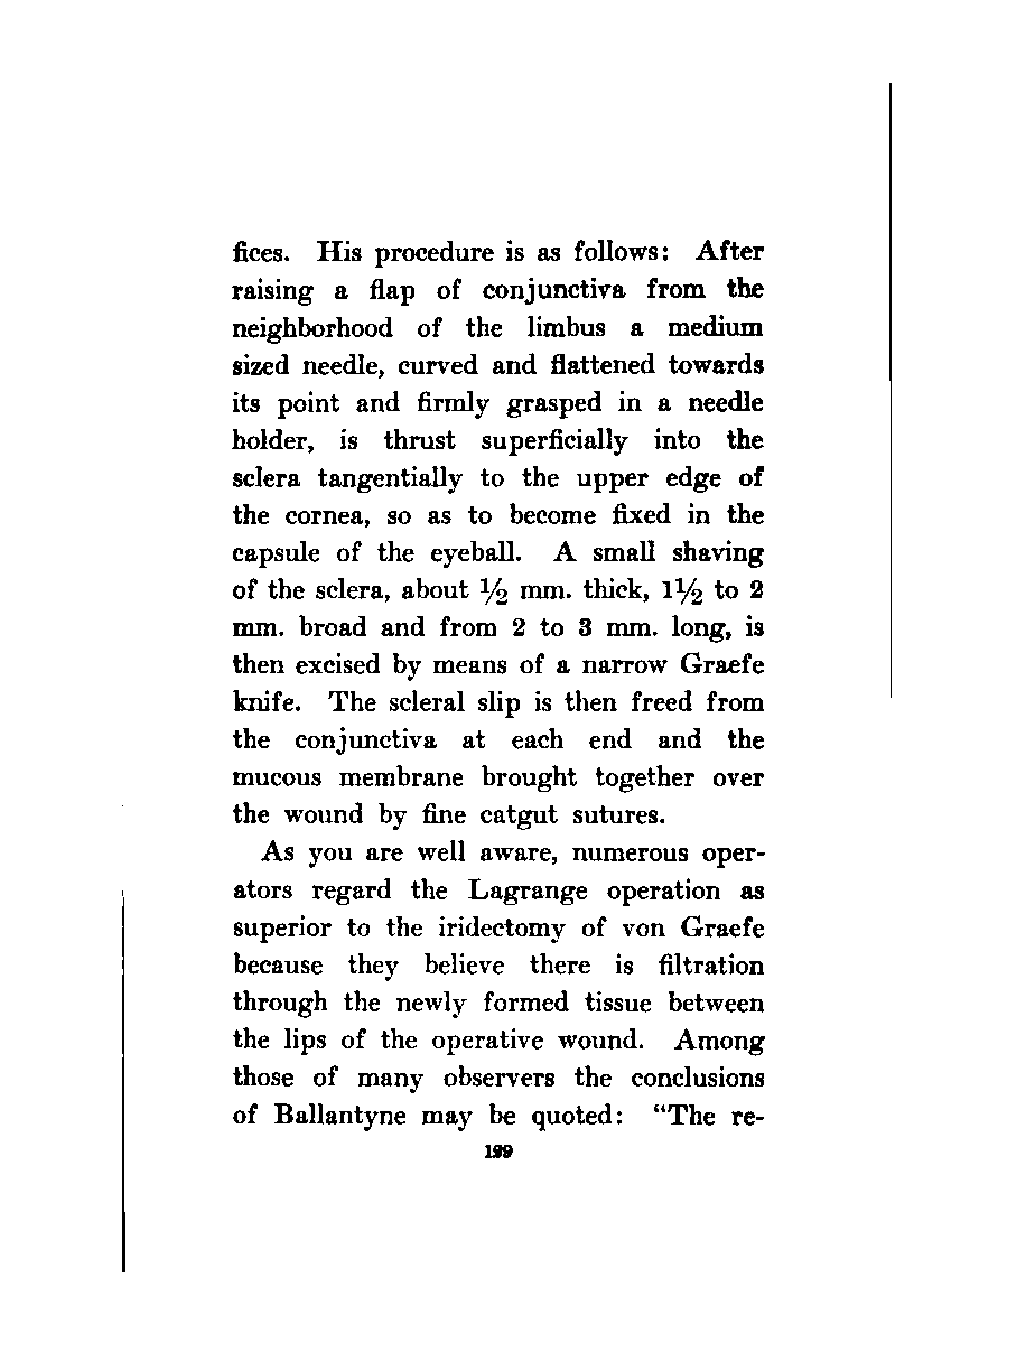 fices. His procedure is as follows: After
raising a flap of conjunctiva from the
neighborhood of the limbus a medium
sized needle, curved and flattened towards
its point and firmly grasped in a needle
holder, is thrust superficially into the
sclera tangentially to the upper edge of
the cornea, so as to become fixed in the
capsule of the eyeball. A small shaving
of the sclera, about ½ mm. thick, 1½ to 2
mm. broad and from 2 to 3 mm. long, is
then excised by means of a narrow Graefe
knife. The scleral slip is then freed from
the conjunctiva at each end and the
mucous membrane brought together over
the wound by fine catgut sutures.
As you are well aware, numerous oper-
ators regard the Lagrange operation as
superior to the iridectomy of von Graefe
because they believe there is filtration
through the newly formed tissue between
the lips of the operative wound. Among
those of many observers the conclusions
of Ballantyne may be quoted: “The re-
199